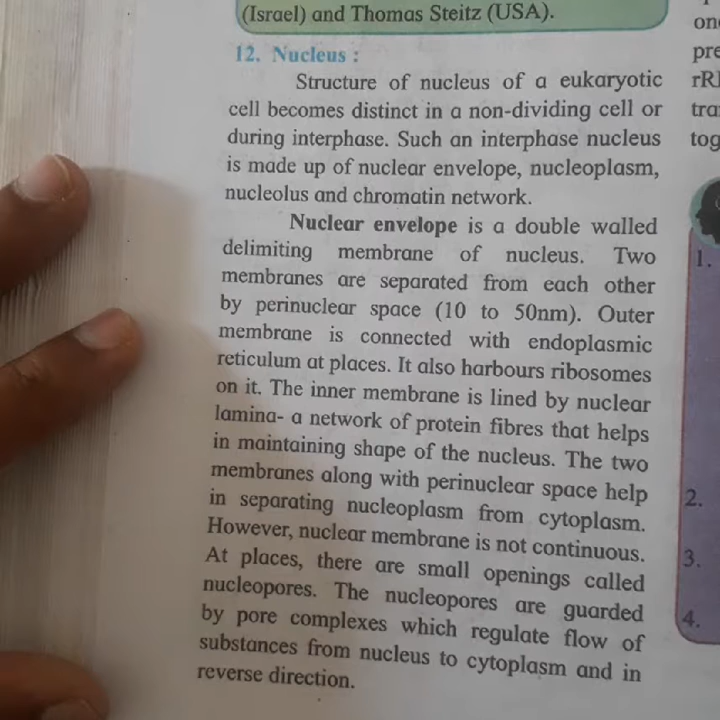 (Israel) and Thomas Steitz (USA).
12. Nucleus :
Structure of nucleus of a eukaryotic
cell becomes distinct in a non-dividing cell or
during interphase. Such an interphase nucleus
is made up of nuclear envelope, nucleoplasm,
nucleolus and chromatin network.
Nuclear envelope is a double walled
delimiting membrane of nucleus. Two
membranes are separated from each other
by perinuclear space (10 to 50nm). Outer
membrane is connected with endoplasmic
reticulum at places. It also harbours ribosomes
on it. The inner membrane is lined by nuclear
lamina- a network of protein fibres that helps
in maintaining shape of the nucleus. The two
membranes along with perinuclear space help
in separating nucleoplasm from cytoplasm.
However, nuclear membrane is not continuous.
At places, there are small openings called
nucleopores. The nucleopores are guarded
by pore complexes which regulate flow of
substances from nucleus to cytoplasm and in
reverse direction.
1.
2.
3.
4.